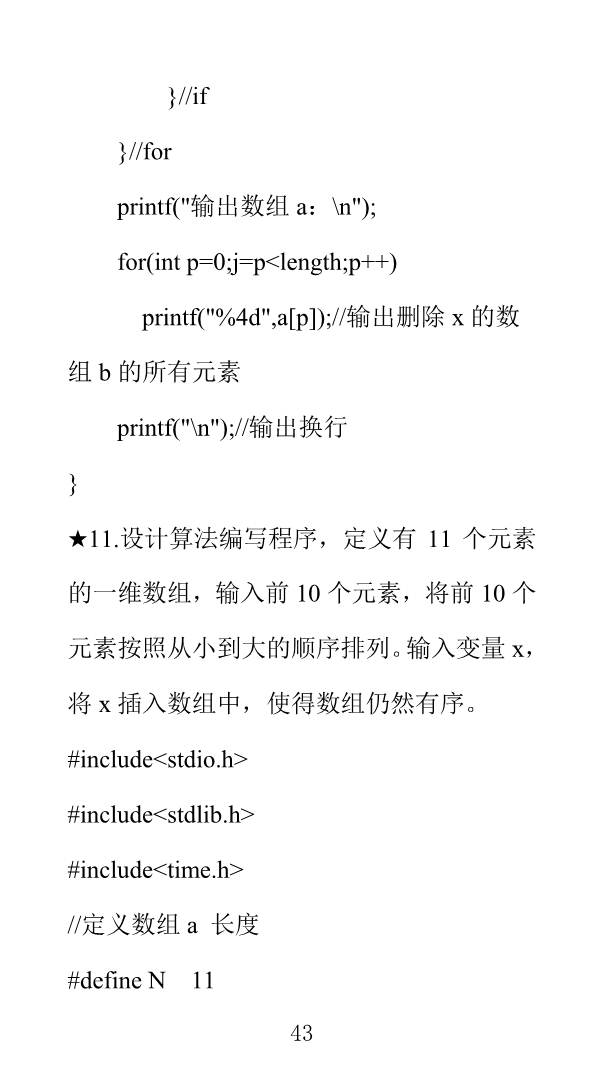 }//if
}//for
printf("输出数组 a：\n");
for(int p=0;j=p<length;p++)
printf("%4d",a[p]);//输出删除 x 的数
组 b 的所有元素
printf("\n");//输出换行
}
★11.设计算法编写程序，定义有 11 个元素
的一维数组，输入前 10 个元素，将前 10 个
元素按照从小到大的顺序排列。输入变量 x，
将 x 插入数组中，使得数组仍然有序。
#include<stdio.h>
#include<stdlib.h>
#include<time.h>
//定义数组 a 长度
#define N 11
43